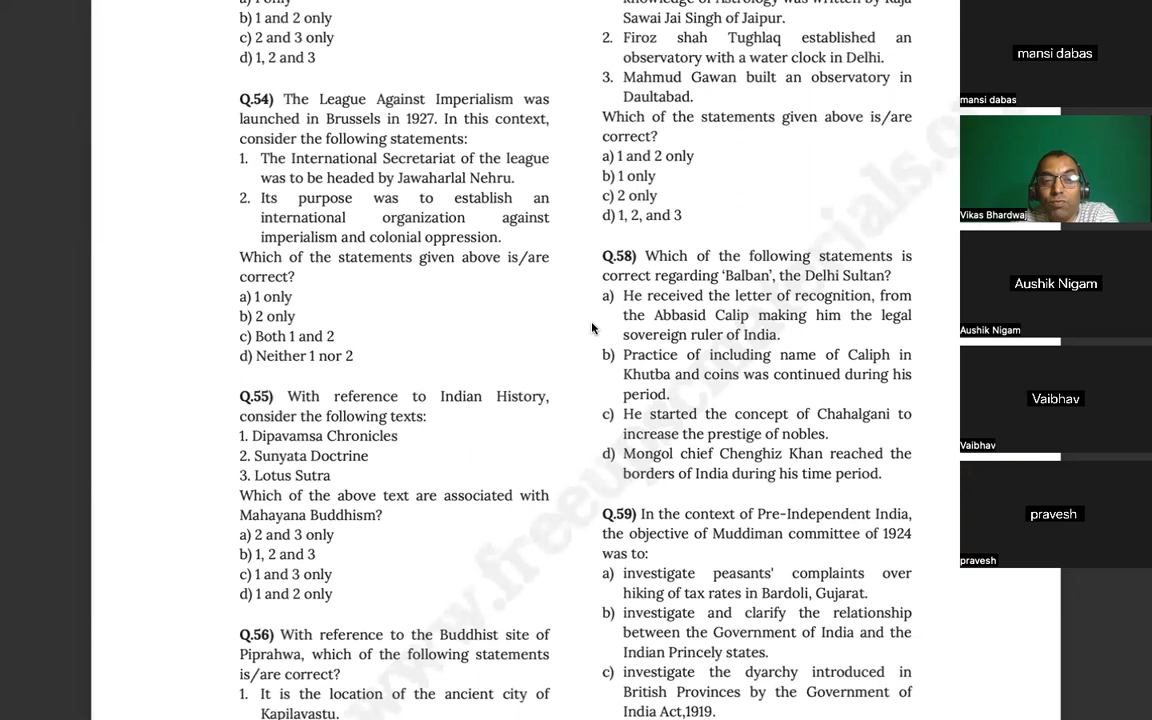 b) 1 and 2 only
c) 2 and 3 only
d) 1, 2 and 3
Q.54) The League Against Imperialism was
launched in Brussels in 1927. In this context,
consider the following statements:
1. The International Secretariat of the league
was to be headed by Jawaharlal Nehru.
2. Its purpose was to establish an
international organization against
imperialism and colonial oppression.
Which of the statements given above is/are
correct?
a) 1 only
b) 2 only
c) Both 1 and 2
d) Neither 1 nor 2
Q.55) With reference to Indian History,
consider the following texts:
1. Dipavamsa Chronicles
2. Sunyata Doctrine
3. Lotus Sutra
Which of the above text are associated with
Mahayana Buddhism?
a) 2 and 3 only
b) 1, 2 and 3
c) 1 and 3 only
d) 1 and 2 only
Q.56) With reference to the Buddhist site of
Piprahwa, which of the following statements
is/are correct?
1. It is the location of the ancient city of
Kapilavastu.
knowledge of Astrology was written by Raja
Sawai Jai Singh of Jaipur.
2. Firoz shah Tughlaq established an
observatory with a water clock in Delhi.
3. Mahmud Gawan built an observatory in
Daultabad.
Which of the statements given above is/are
correct?
a) 1 and 2 only
b) 1 only
c) 2 only
d) 1, 2, and 3
Q.58) Which of the following statements is
correct regarding ‘Balban’, the Delhi Sultan?
a) He received the letter of recognition, from
the Abbasid Calip making him the legal
sovereign ruler of India.
b) Practice of including name of Caliph in
Khutba and coins was continued during his
period.
c) He started the concept of Chahalgani to
increase the prestige of nobles.
d) Mongol chief Chenghiz Khan reached the
borders of India during his time period.
Q.59) In the context of Pre-Independent India,
the objective of Muddiman committee of 1924
was to:
a) investigate peasants' complaints over
hiking of tax rates in Bardoli, Gujarat.
b) investigate and clarify the relationship
between the Government of India and the
Indian Princely states.
c) investigate the dyarchy introduced in
British Provinces by the Government of
India Act,1919.
www.freeupscmaterials.o
mansi dabas
mansi dabas
Vikas Bhardwaj
Aushik Nigam
Aushik Nigam
Vaibhav
Vaibhav
pravesh
pravesh